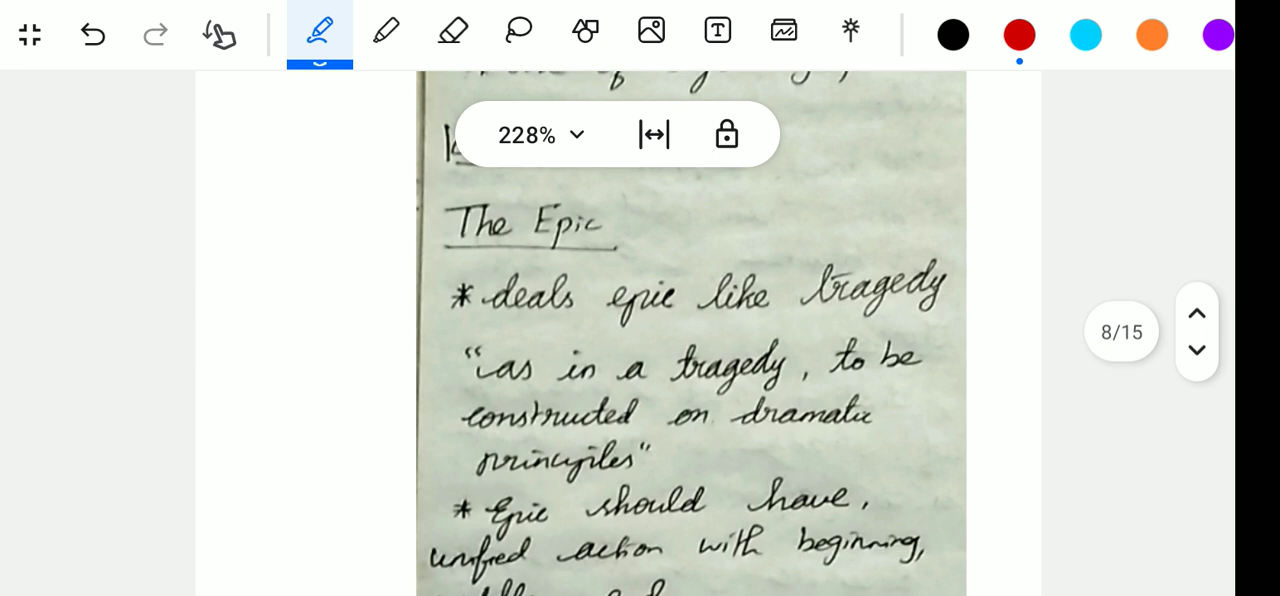 228%
The Epic
* deals epic like tragedy
8/15
"as in a tragedy, to be
constructed on dramatic
principles"
* Epic should have,
unified action with beginning,